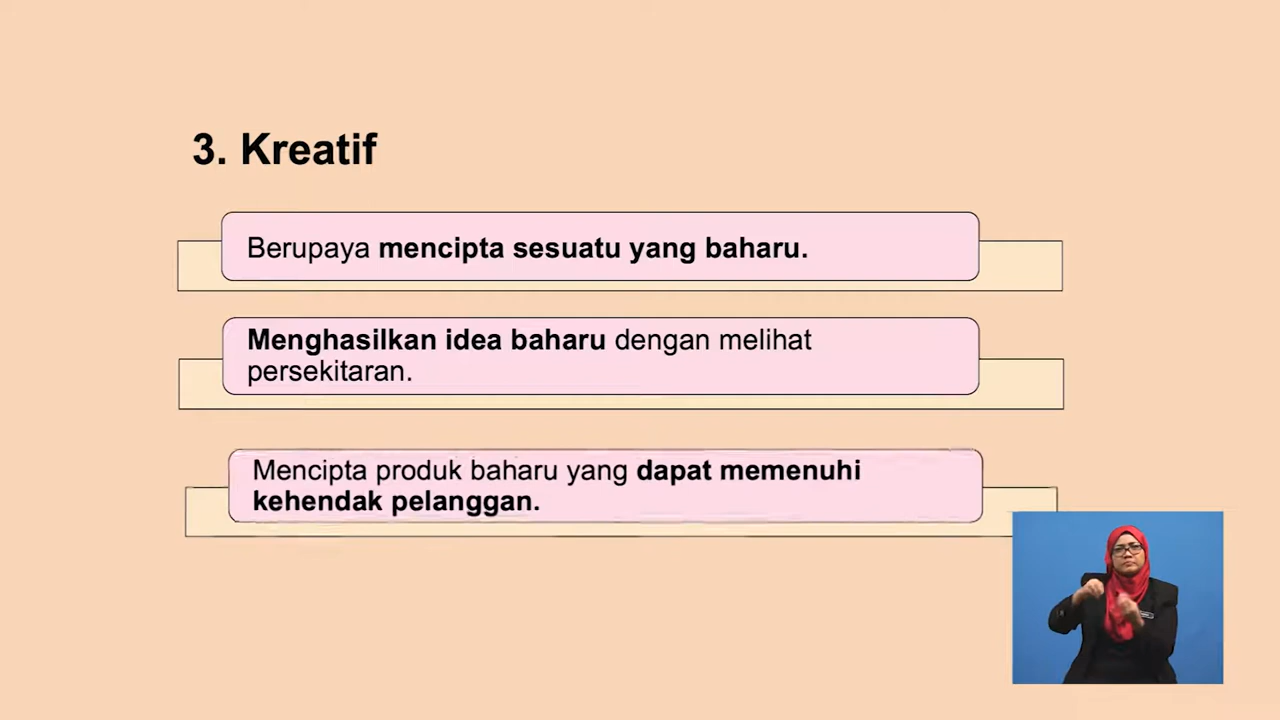 3. Kreatif
Berupaya mencipta sesuatu yang baharu.
Menghasilkan idea baharu dengan melihat
persekitaran.
Mencipta produk baharu yang dapat memenuhi
kehendak pelanggan.